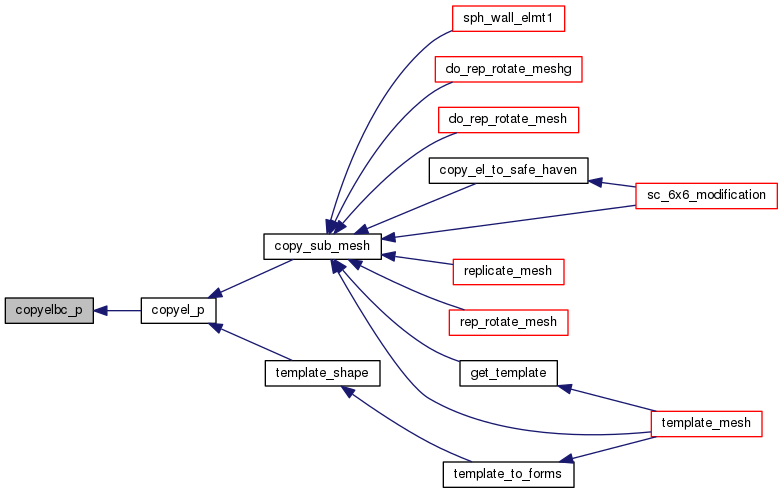 sph_wall_elmt1
do_rep_rotate_meshg
do_rep_rotate_mesh
copy_el_to_safe_haven
sc_6x6_modification
copy_sub_mesh
replicate_mesh
copyelbc_p
copyel_p
rep_rotate_mesh
template_shape
get_template
template_mesh
template_to_forms